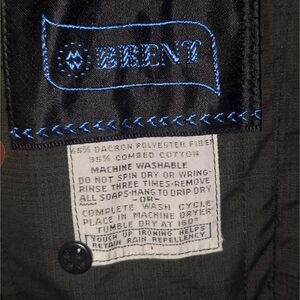 BRENT
65% DACRON POLYESTER FIBER
35% COMBED COTTON
MACHINE WASHABLE
DO NOT SPIN DRY OR WRING-
RINSE THREE TIMES-REMOVE
ALL SOAPS-HANG TO DRIP DRY
-OR-
COMPLETE WASH CYCLE
PLACE IN MACHINE DRYER
TUMBLE DRY AT 160°
TOUCH UP IRONING HELPS
RETAIN RAIN REPELLENCY